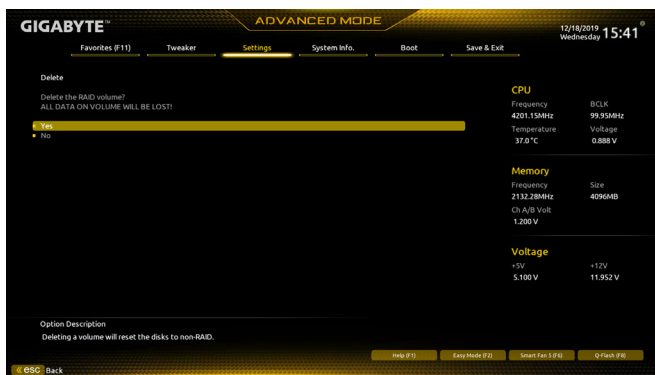 GIGABYTE™
ADVANCED MODE
12/18/2019
Wednesday
15:41
Favorites (F11) Tweaker Settings System Info. Boot Save & Exit
Delete
Delete the RAID volume?
ALL DATA ON VOLUME WILL BE LOST!
Yes
No
CPU
Frequency BCLK
4201.15MHz 99.95MHz
Temperature Voltage
37.0 °C 0.888 V
Memory
Frequency Size
2132.28MHz 4096MB
Ch A/B Volt
1.200 V
Voltage
+5V +12V
5.100 V 11.952 V
Option Description
Deleting a volume will reset the disks to non-RAID.
Help (F1) Easy Mode (F2) Smart Fan 5 (F6) Q-Flash (F8)
esc Back